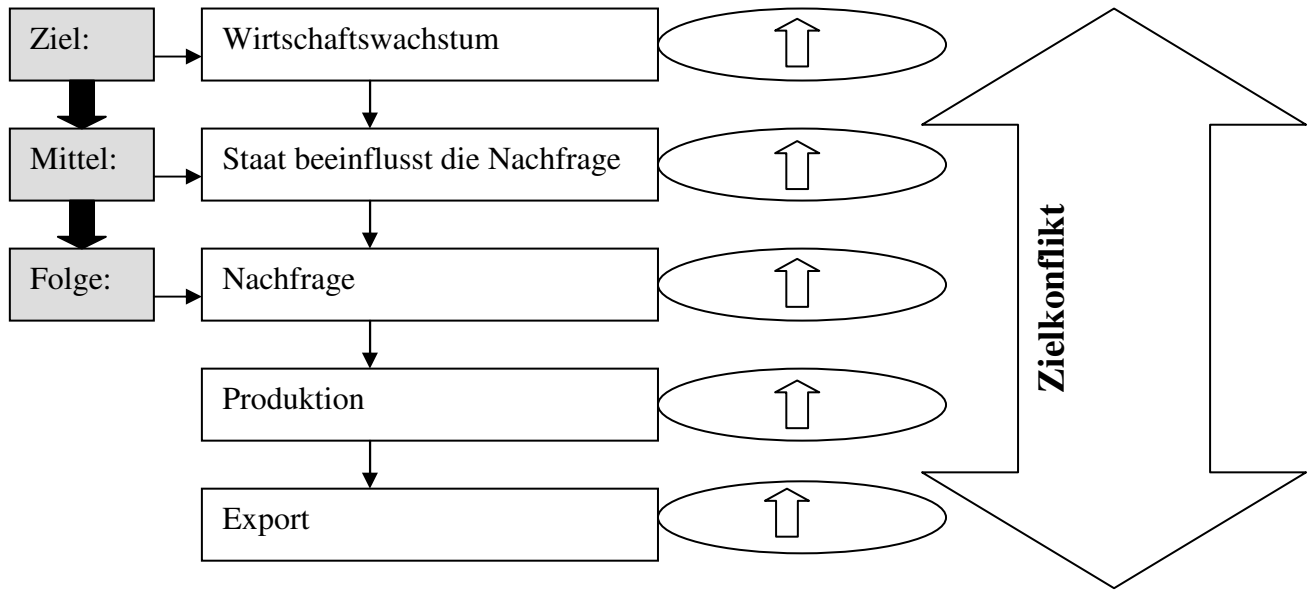 Ziel:
Wirtschaftswachstum
Mittel:
Staat beeinflusst die Nachfrage
Folge:
Nachfrage
Produktion
Export
Zielkonflikt